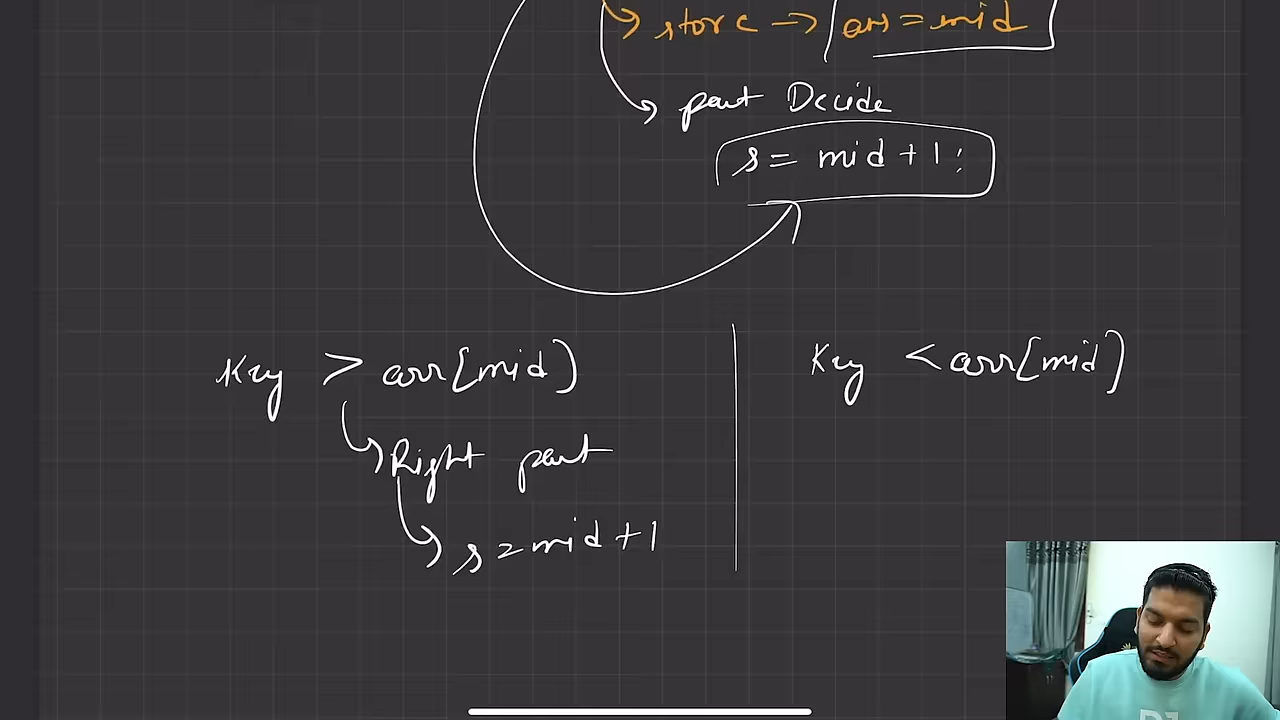 store → ans = mid
part Decide
s = mid + 1;
Key > arr[mid]
Key < arr[mid]
Right part
s = mid + 1